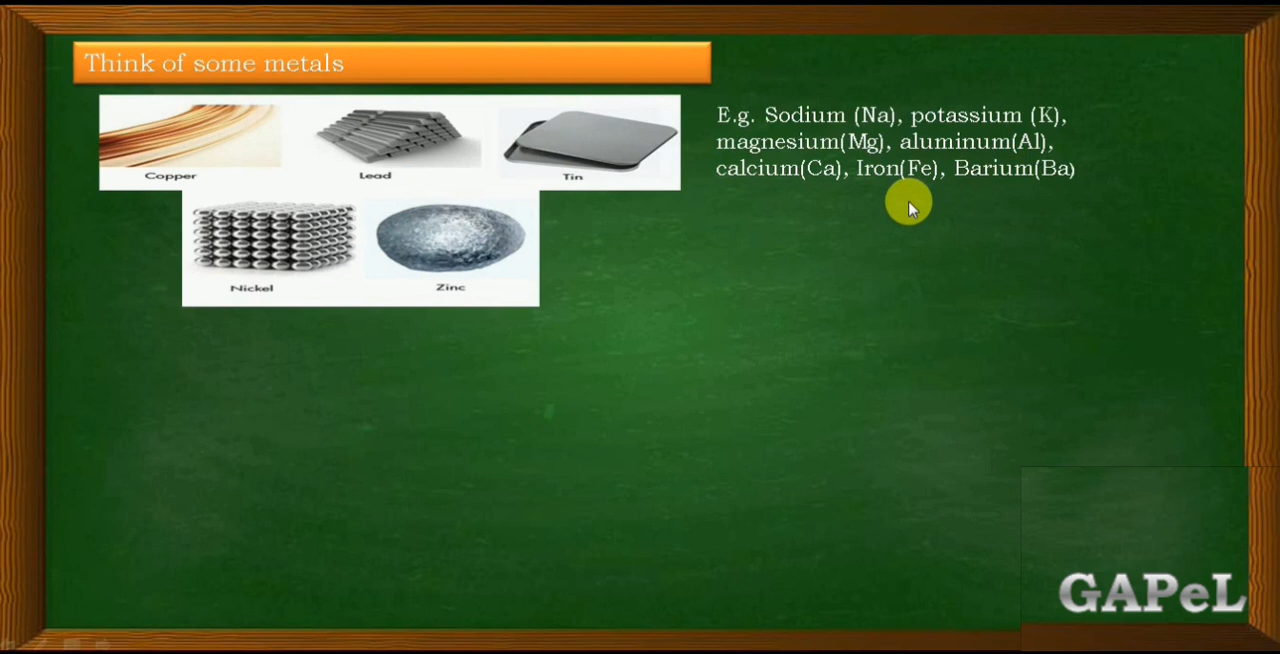 Think of some metals
Copper
Lead
Tin
Nickel
Zinc
E.g. Sodium (Na), potassium (K),
magnesium(Mg), aluminum(Al),
calcium(Ca), Iron(Fe), Barium(Ba)
GAPeL